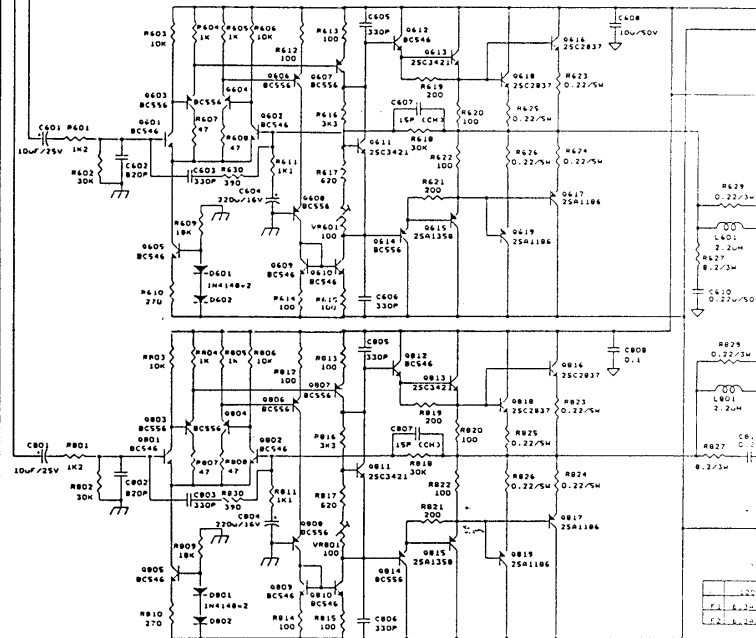 R603
10K
R604
1K
R605
1K
R606
10K
R612
100
R613
100
C605
330P
Q612
BC546
Q613
2SC3421
Q616
2SC2837
C608
10u/50V
Q603
BC556
BC556
Q604
Q606
BC556
Q607
BC556
R619
200
Q618
2SC2837
R623
0.22/5W
C601
10uF/25V
R601
1K2
Q601
BC546
R607
47
R608
47
Q602
BC546
R616
3K3
C607
15P (CH)
R618
30K
R620
100
R625
0.22/5W
R602
30K
C602
820P
C603
330P
R630
390
R611
1K1
Q611
2SC3421
R622
100
R626
0.22/5W
R624
0.22/5W
C604
220u/16V
Q608
BC556
R617
620
R621
200
Q617
2SA1186
R629
0.22/3W
R609
18K
VR601
100
Q614
BC556
Q615
2SA1358
Q619
2SA1186
L601
2.2uH
Q605
BC546
D601
1N4148x2
D602
Q609
BC546
Q610
BC546
R627
8.2/3W
R610
270
R614
100
R615
100
C606
330P
C610
R803
10K
R804
1K
R805
1K
R806
10K
R812
100
R813
100
C805
330P
Q812
BC546
Q813
2SC3421
Q816
2SC2837
C808
0.1
R829
0.22/3W
Q803
BC556
BC556
Q804
Q806
BC556
Q807
BC556
R819
200
Q818
2SC2837
R823
0.22/5W
L801
2.2uH
C801
10uF/25V
R801
1K2
Q801
BC546
R807
47
R808
47
Q802
BC546
R816
3K3
C807
15P (CH)
R818
30K
R820
100
R825
0.22/5W
R827
8.2/3W
R802
30K
C802
820P
C803
330P
R830
390
R811
1K1
Q811
2SC3421
R822
100
R826
0.22/5W
R824
0.22/5W
C804
220u/16V
Q808
BC556
R817
620
R821
200
Q817
2SA1186
R809
18K
VR801
100
Q814
BC556
Q815
2SA1358
Q819
2SA1186
Q805
BC546
D801
1N4148x2
D802
Q809
BC546
Q810
BC546
R810
270
R814
100
R815
100
C806
330P